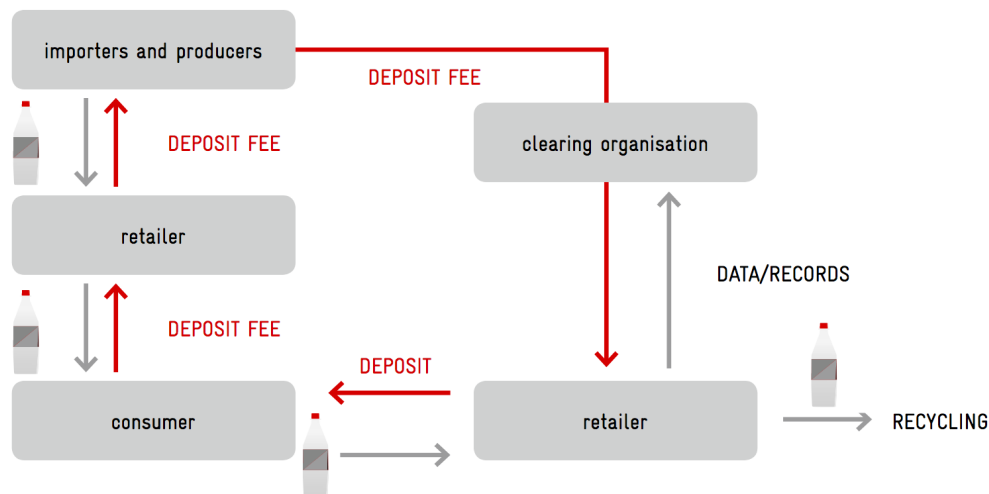 importers and producers
DEPOSIT FEE
clearing organisation
DEPOSIT FEE
retailer
DATA/RECORDS
DEPOSIT FEE
DEPOSIT
consumer
retailer
RECYCLING